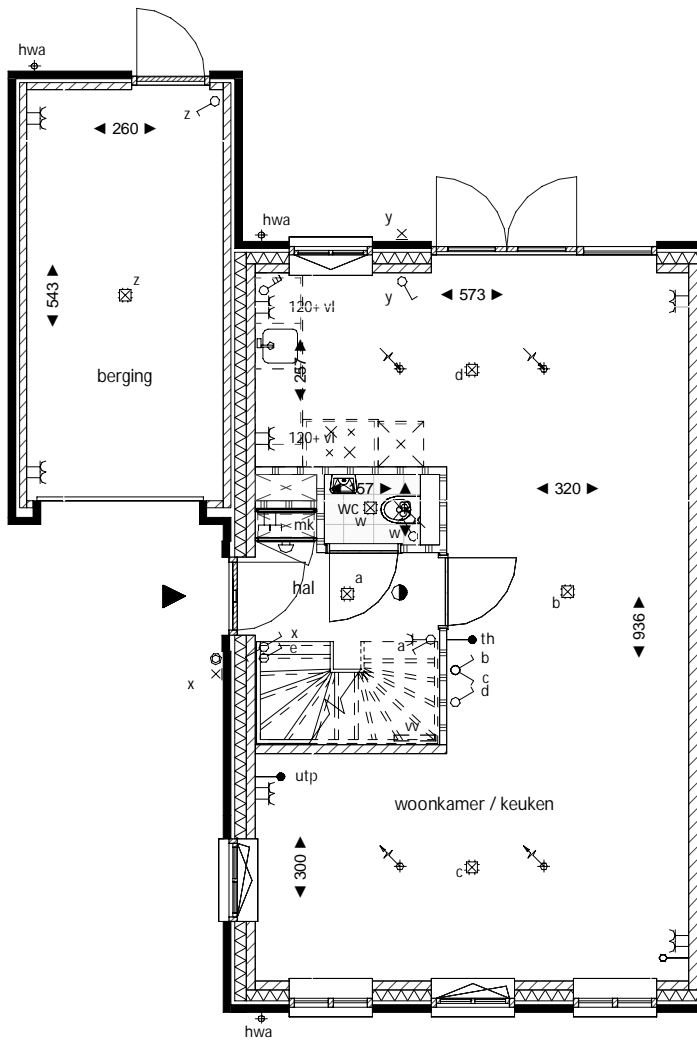 hwa
z
260
hwa
y
543
z
y
573
120+ vl
257
berging
d
120+ vl
57
320
wc
w
mk
w
hal
a
b
936
x
e
a
th
b
c
d
x
vv
utp
woonkamer / keuken
300
c
hwa